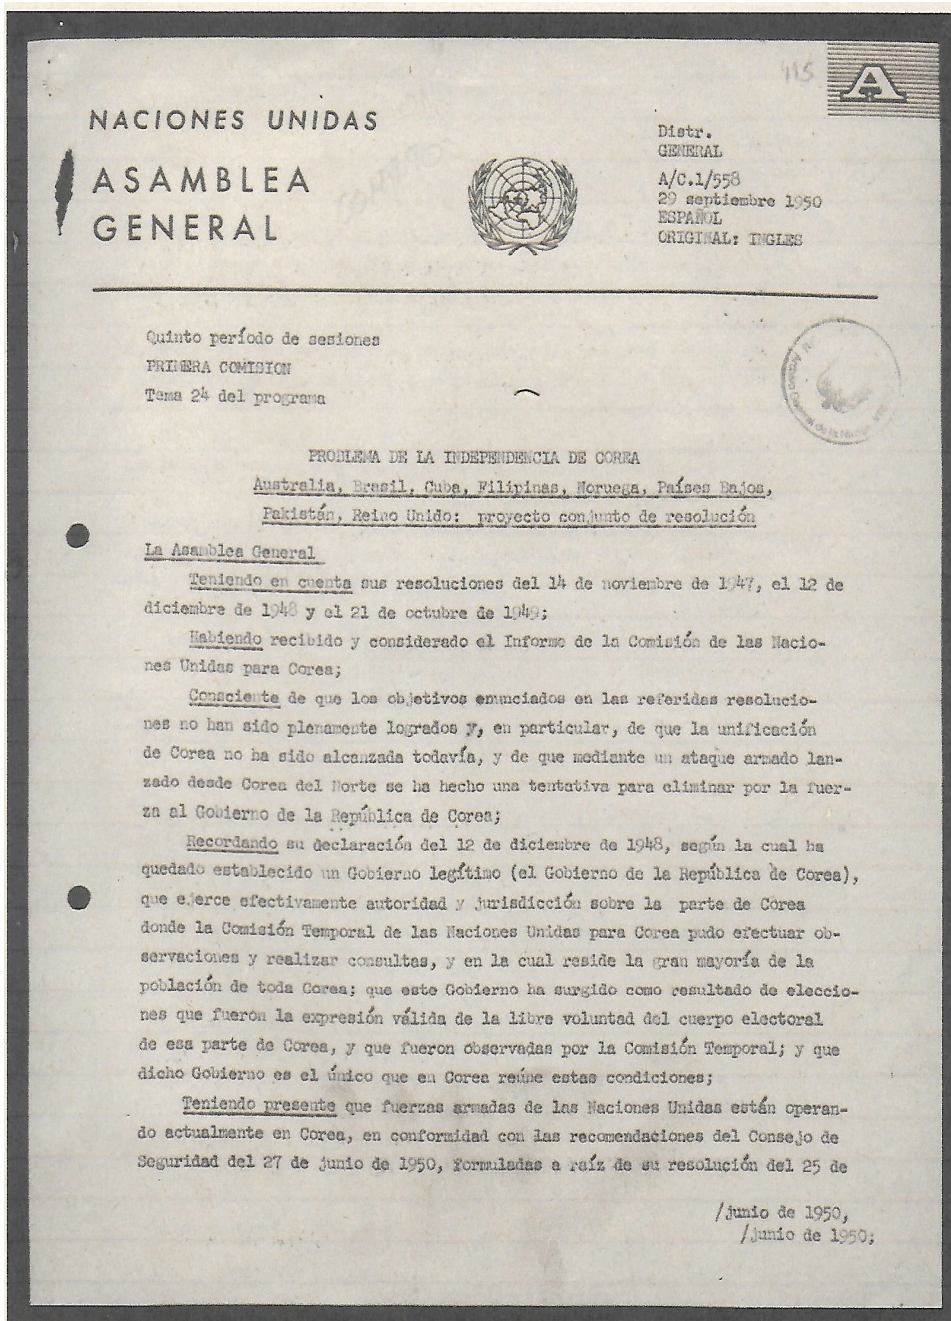 415
A
NACIONES UNIDAS
ASAMBLEA
GENERAL
Distr.
GENERAL
A/C.1/558
29 septiembre 1950
ESPAÑOL
ORIGINAL: INGLES
Quinto período de sesiones
PRIMERA COMISION
Tema 24 del programa
Archivo General de la Nación
PROBLEMA DE LA INDEPENDENCIA DE COREA
Australia, Brasil, Cuba, Filipinas, Noruega, Países Bajos,
Pakistán, Reino Unido: proyecto conjunto de resolución
La Asamblea General
Teniendo en cuenta sus resoluciones del 14 de noviembre de 1947, el 12 de
diciembre de 1948 y el 21 de octubre de 1949;
Habiendo recibido y considerado el Informe de la Comisión de las Nacio-
nes Unidas para Corea;
Consciente de que los objetivos enunciados en las referidas resolucio-
nes no han sido plenamente logrados y, en particular, de que la unificación
de Corea no ha sido alcanzada todavía, y de que mediante un ataque armado lan-
zado desde Corea del Norte se ha hecho una tentativa para eliminar por la fuer-
za al Gobierno de la República de Corea;
Recordando su declaración del 12 de diciembre de 1948, según la cual ha
quedado establecido un Gobierno legítimo (el Gobierno de la República de Corea),
que ejerce efectivamente autoridad y jurisdicción sobre la parte de Corea
donde la Comisión Temporal de las Naciones Unidas para Corea pudo efectuar ob-
servaciones y realizar consultas, y en la cual reside la gran mayoría de la
población de toda Corea; que este Gobierno ha surgido como resultado de eleccio-
nes que fueron la expresión válida de la libre voluntad del cuerpo electoral
de esa parte de Corea, y que fueron observadas por la Comisión Temporal; y que
dicho Gobierno es el único que en Corea reúne estas condiciones;
Teniendo presente que fuerzas armadas de las Naciones Unidas están operan-
do actualmente en Corea, en conformidad con las recomendaciones del Consejo de
Seguridad del 27 de junio de 1950, formuladas a raíz de su resolución del 25 de
/junio de 1950,
/junio de 1950;